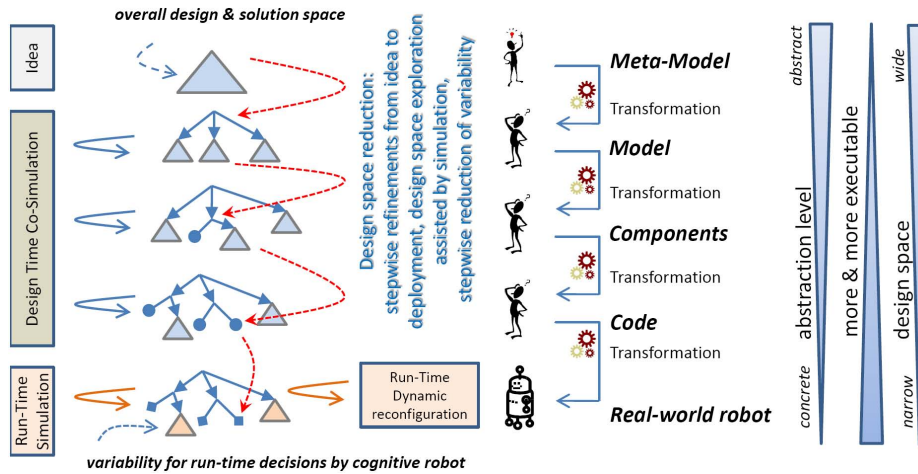 overall design & solution space
Idea
Design Time Co-Simulation
Run-Time
Simulation
Design space reduction:
stepwise refinements from idea to
deployment, design space exploration
assisted by simulation,
stepwise reduction of variability
Meta-Model
Transformation
Model
Transformation
Components
Transformation
Code
Transformation
Real-world robot
Run-Time
Dynamic
reconfiguration
abstract
abstraction level
concrete
more & more executable
wide
design space
narrow
variability for run-time decisions by cognitive robot